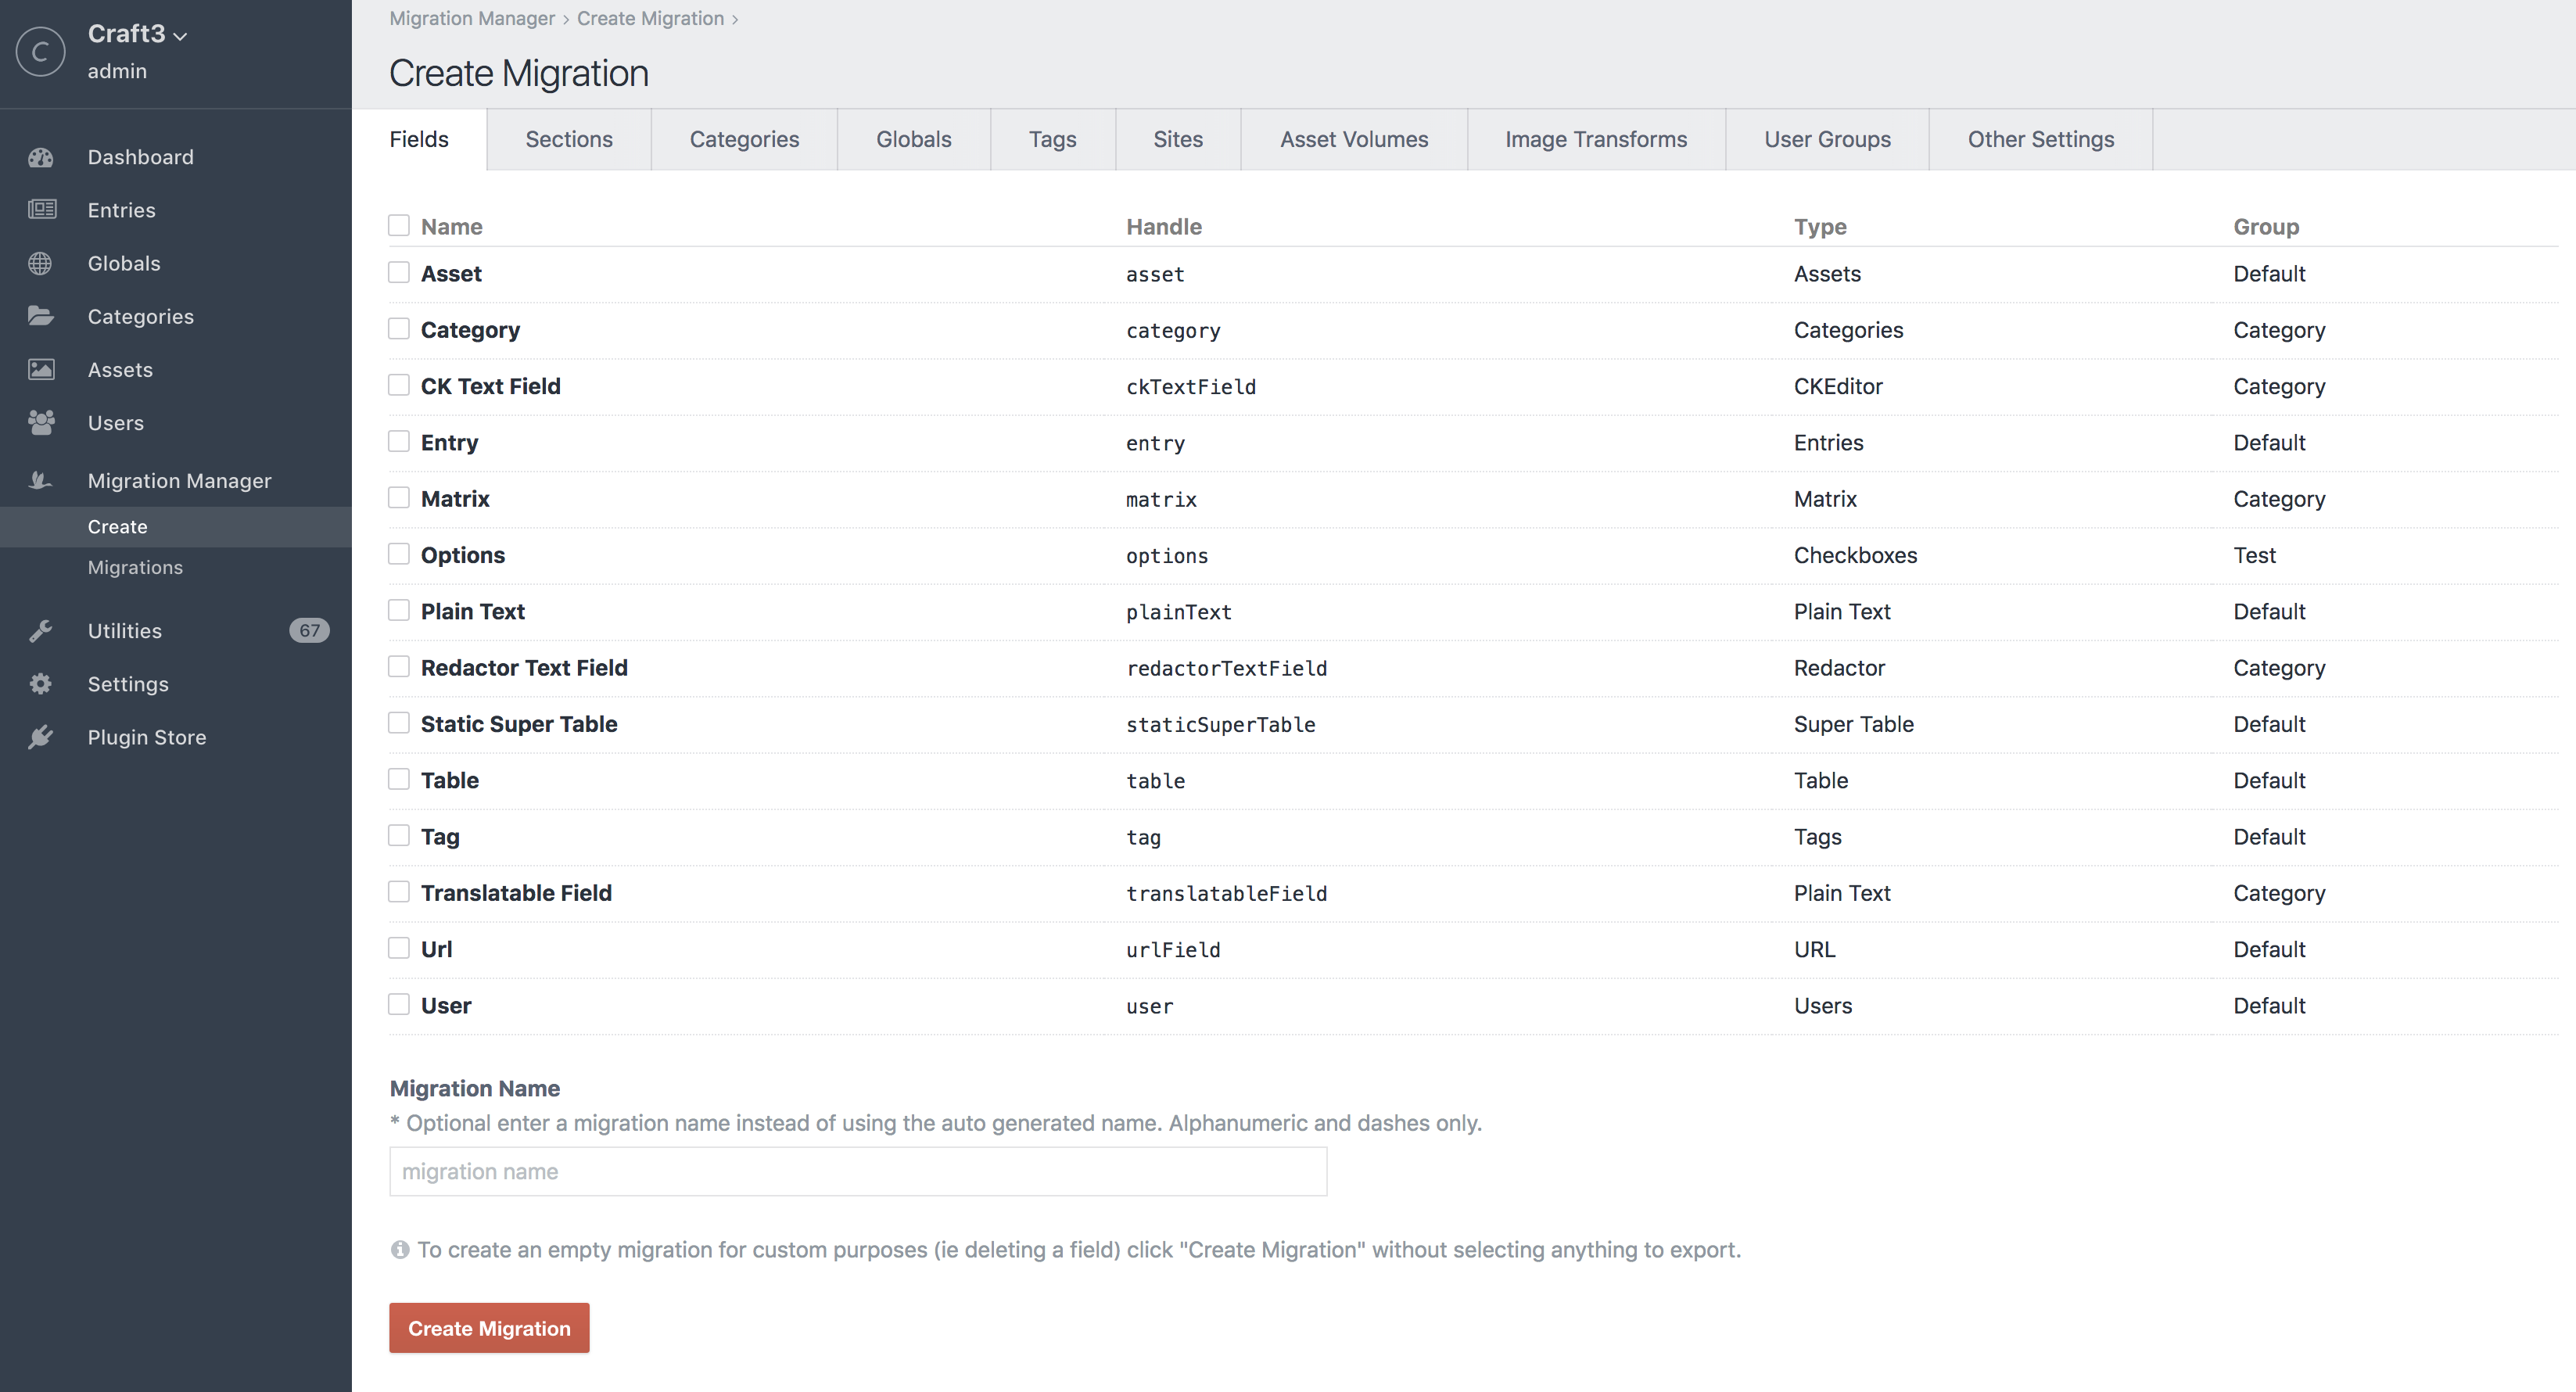 C
Craft3
admin
Dashboard
Entries
Globals
Categories
Assets
Users
Migration Manager
Create
Migrations
Utilities 67
Settings
Plugin Store
Migration Manager › Create Migration ›
Create Migration
Fields Sections Categories Globals Tags Sites Asset Volumes Image Transforms User Groups Other Settings
Name Handle Type Group
Asset asset Assets Default
Category category Categories Category
CK Text Field ckTextField CKEditor Category
Entry entry Entries Default
Matrix matrix Matrix Category
Options options Checkboxes Test
Plain Text plainText Plain Text Default
Redactor Text Field redactorTextField Redactor Category
Static Super Table staticSuperTable Super Table Default
Table table Table Default
Tag tag Tags Default
Translatable Field translatableField Plain Text Category
Url urlField URL Default
User user Users Default
Migration Name
* Optional enter a migration name instead of using the auto generated name. Alphanumeric and dashes only.
migration name
To create an empty migration for custom purposes (ie deleting a field) click "Create Migration" without selecting anything to export.
Create Migration